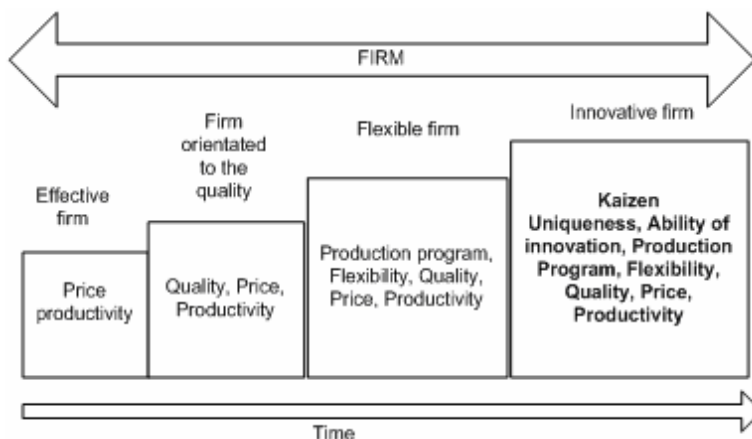 FIRM
Effective
firm
Firm
orientated
to the
quality
Flexible firm
Innovative firm
Price
productivity
Quality, Price,
Productivity
Production program,
Flexibility, Quality,
Price, Productivity
Kaizen
Uniqueness, Ability of
innovation, Production
Program, Flexibility,
Quality, Price,
Productivity
Time